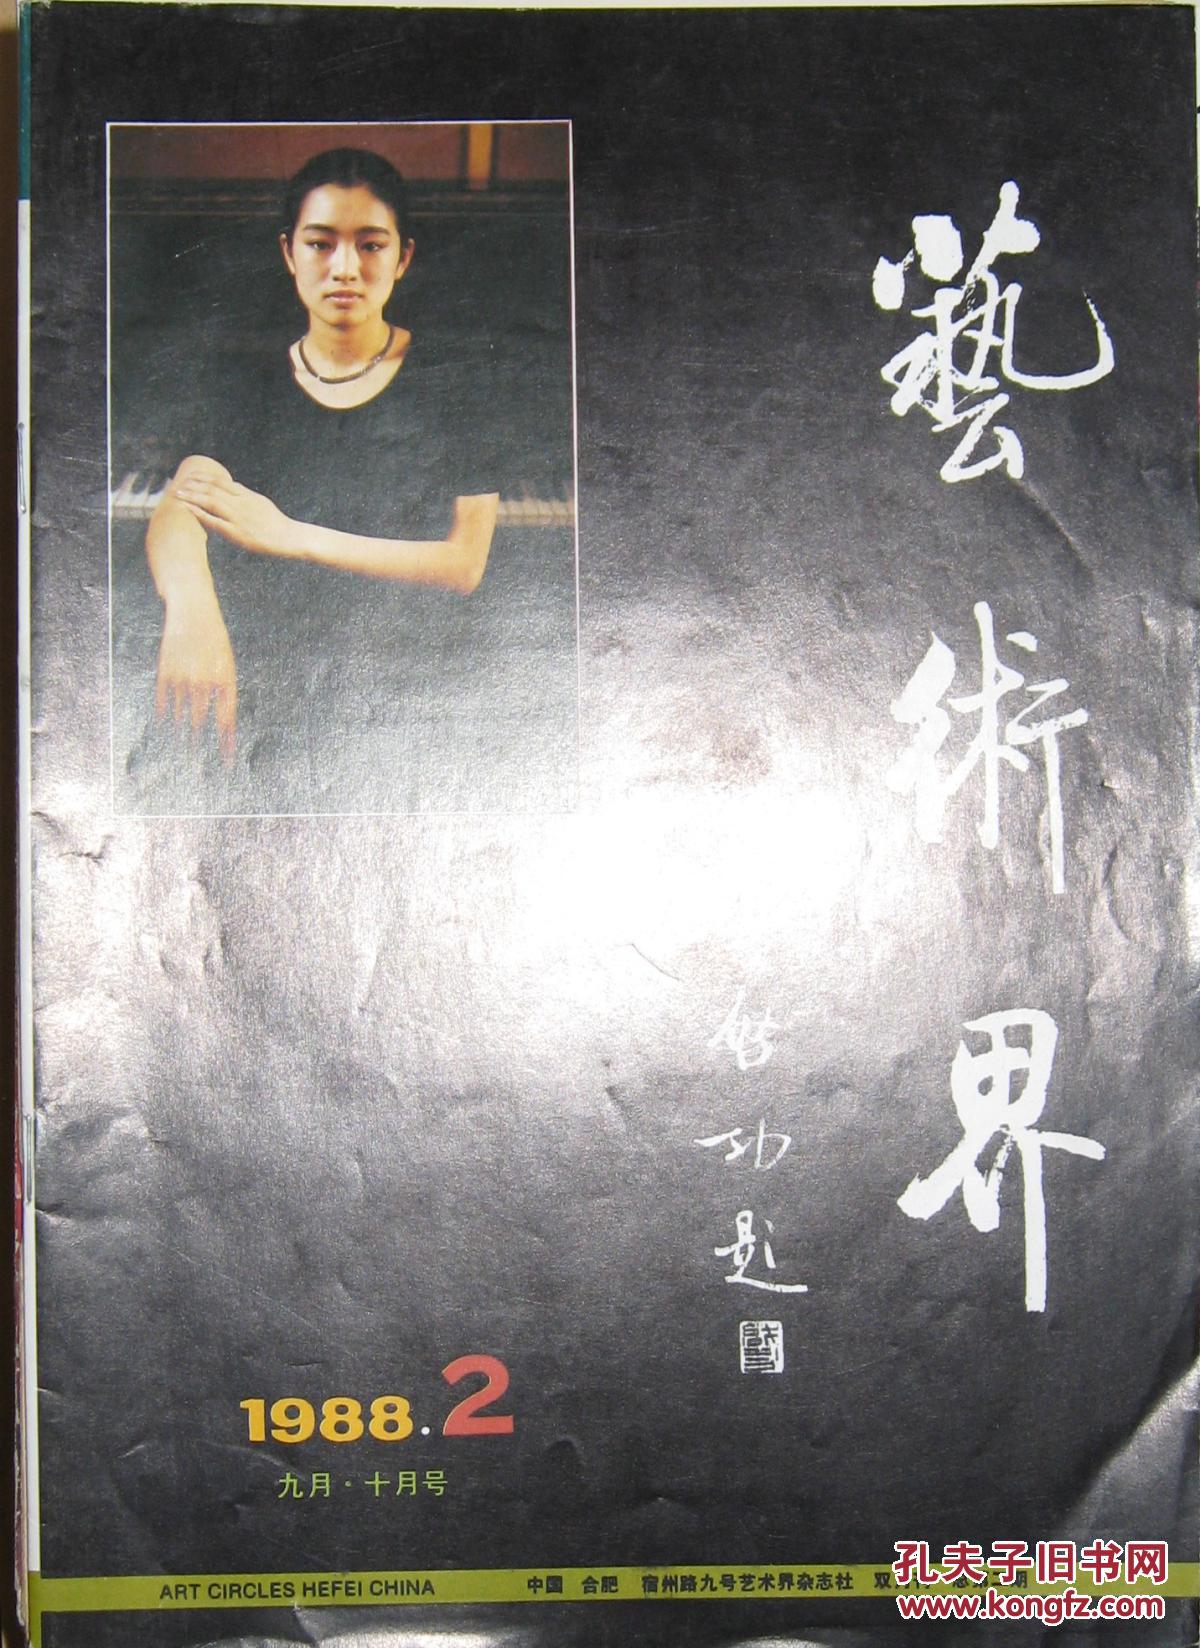 藝術界
啓功题
1988.2
九月·十月号
ART CIRCLES HEFEI CHINA 中国 合肥 宿州路九号艺术界杂志社
孔夫子旧书网
www.kongfz.com